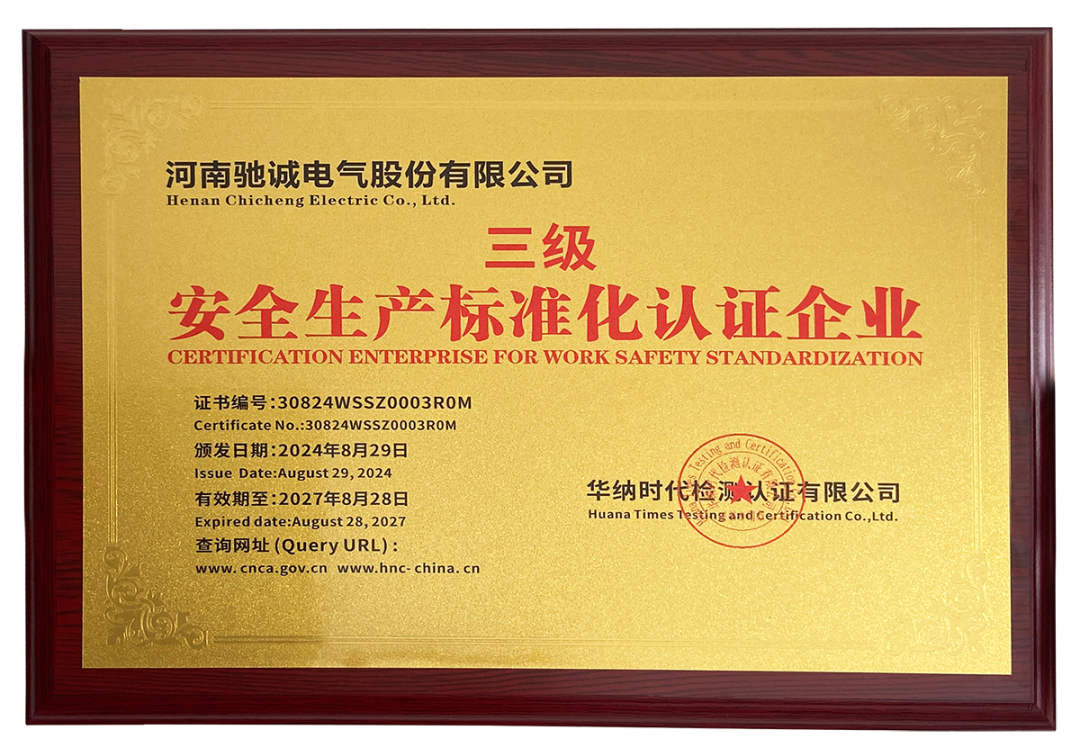 河南驰诚电气股份有限公司
Henan Chicheng Electric Co., Ltd.
三级
安全生产标准化认证企业
CERTIFICATION ENTERPRISE FOR WORK SAFETY STANDARDIZATION
证书编号:30824WSSZ0003R0M
Certificate No.:30824WSSZ0003R0M
颁发日期:2024年8月29日
Issue Date:August 29, 2024
有效期至:2027年8月28日
Expired date:August 28, 2027
查询网址(Query URL):
www.cnca.gov.cn www.hnc-china.cn
华纳时代检测认证有限公司
Huana Times Testing and Certification Co.,Ltd.